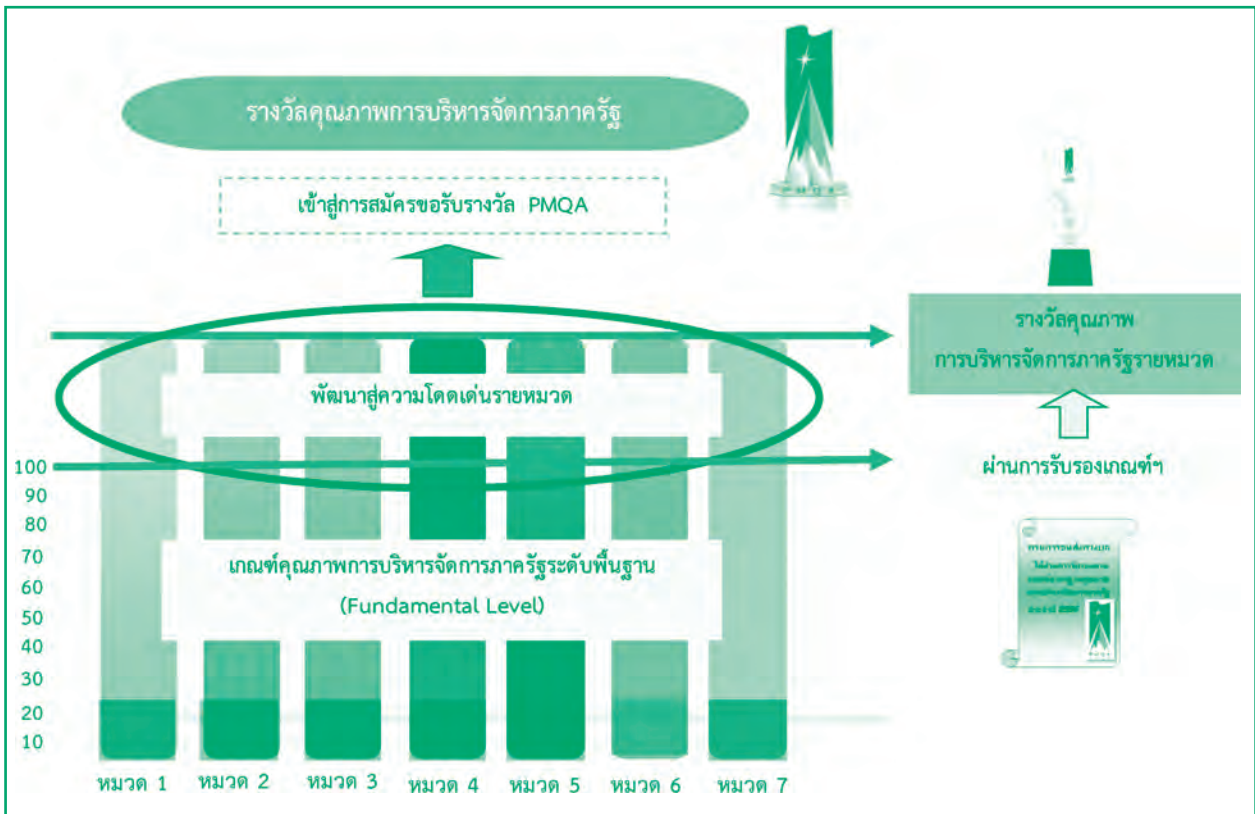 รางวัลคุณภาพการบริหารจัดการภาครัฐ
เข้าสู่การสมัครขอรับรางวัล PMQA
รางวัลคุณภาพ
การบริหารจัดการภาครัฐรายหมวด
พัฒนาสู่ความโดดเด่นรายหมวด
ผ่านการรับรองเกณฑ์ฯ
100
90
80
70
60
50
40
30
20
10
เกณฑ์คุณภาพการบริหารจัดการภาครัฐระดับพื้นฐาน
(Fundamental Level)
หมวด 1
หมวด 2
หมวด 3
หมวด 4
หมวด 5
หมวด 6
หมวด 7